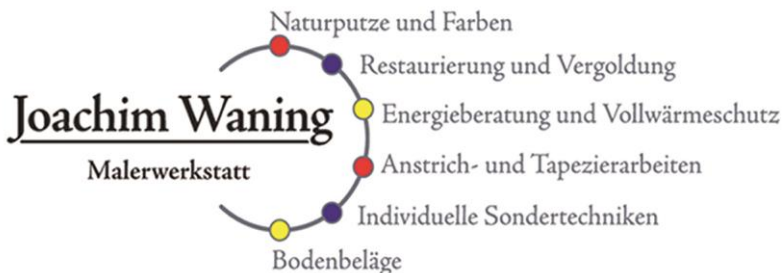 Naturputze und Farben
Restaurierung und Vergoldung
Joachim Waning
Energieberatung und Vollwärmeschutz
Malerwerkstatt
Anstrich- und Tapezierarbeiten
Individuelle Sondertechniken
Bodenbeläge